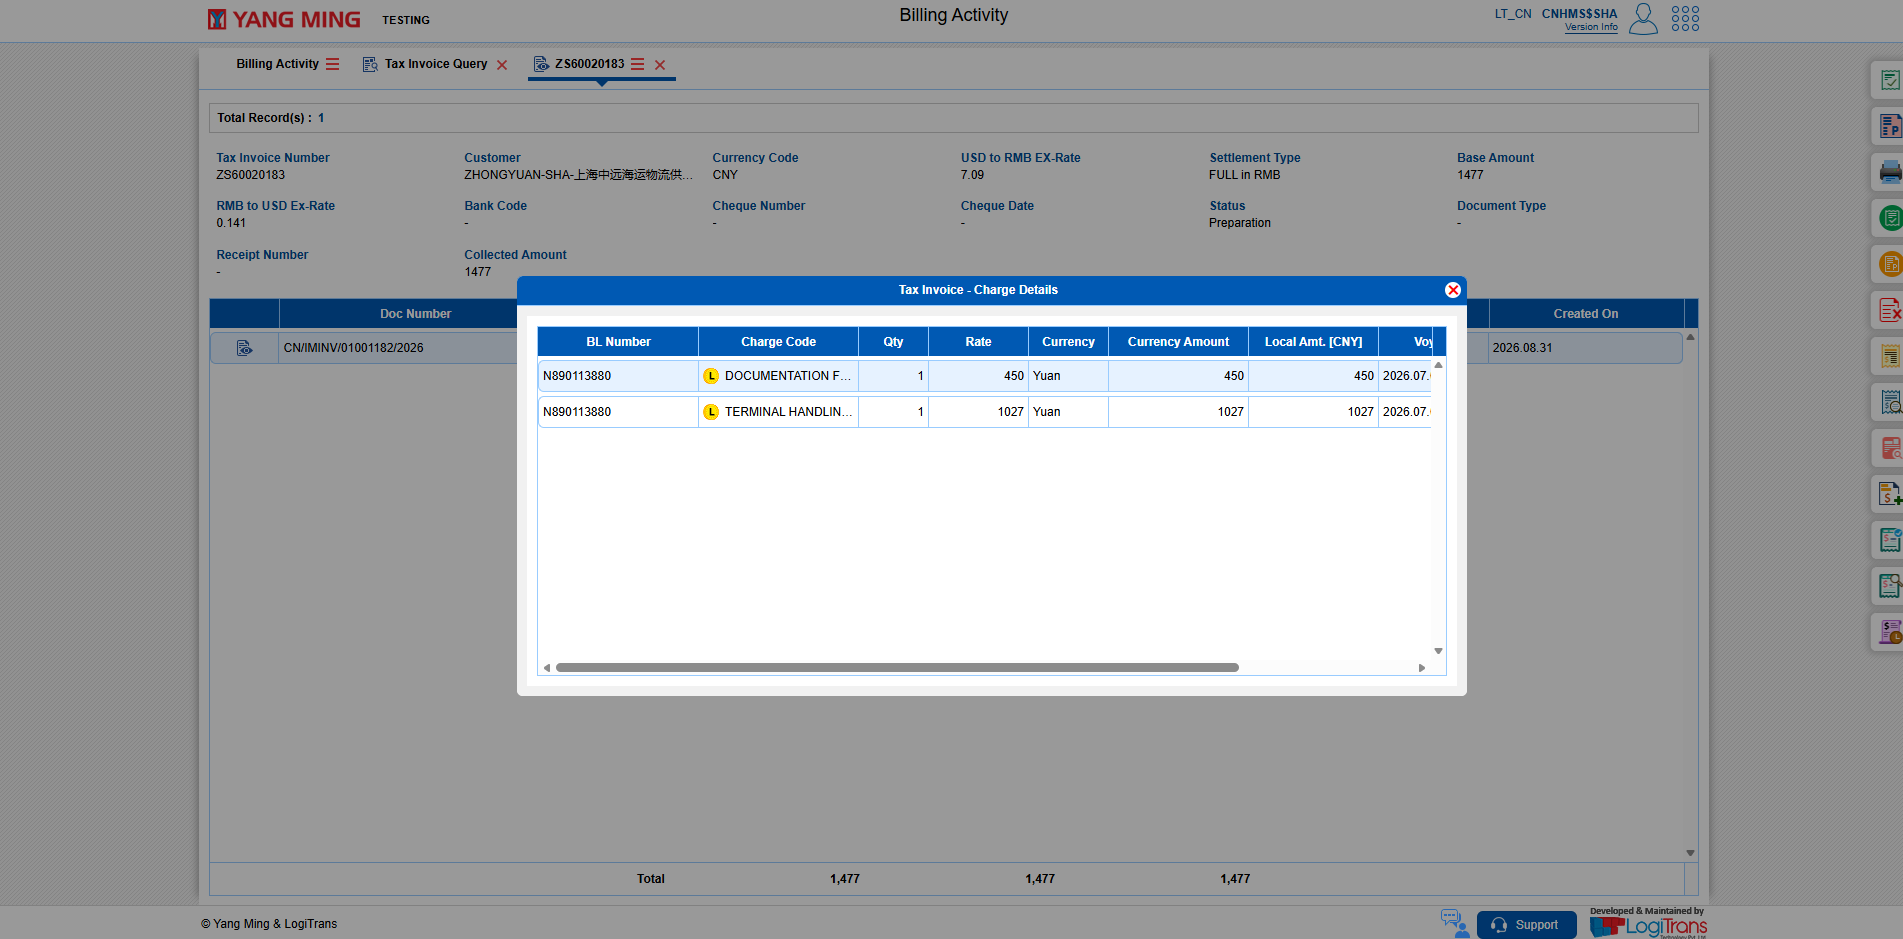 YANG MING TESTING Billing Activity LT_CN CNHMS$SHA
Version Info
Billing Activity Tax Invoice Query ZS60020183
Total Record(s) : 1
Tax Invoice Number Customer Currency Code USD to RMB EX-Rate Settlement Type Base Amount
ZS60020183 ZHONGYUAN-SHA-上海中远海运物流供... CNY 7.09 FULL in RMB 1477
RMB to USD Ex-Rate Bank Code Cheque Number Cheque Date Status Document Type
0.141 - - - Preparation -
Receipt Number Collected Amount
- 1477
Tax Invoice - Charge Details
Doc Number Created On
CN/IMINV/01001182/2026 2026.08.31
BL Number Charge Code Qty Rate Currency Currency Amount Local Amt. [CNY] Voy
N890113880 L DOCUMENTATION F... 1 450 Yuan 450 450 2026.07.
N890113880 L TERMINAL HANDLIN... 1 1027 Yuan 1027 1027 2026.07.
Total 1,477 1,477 1,477
© Yang Ming & LogiTrans
Support
Developed & Maintained by
LogiTrans